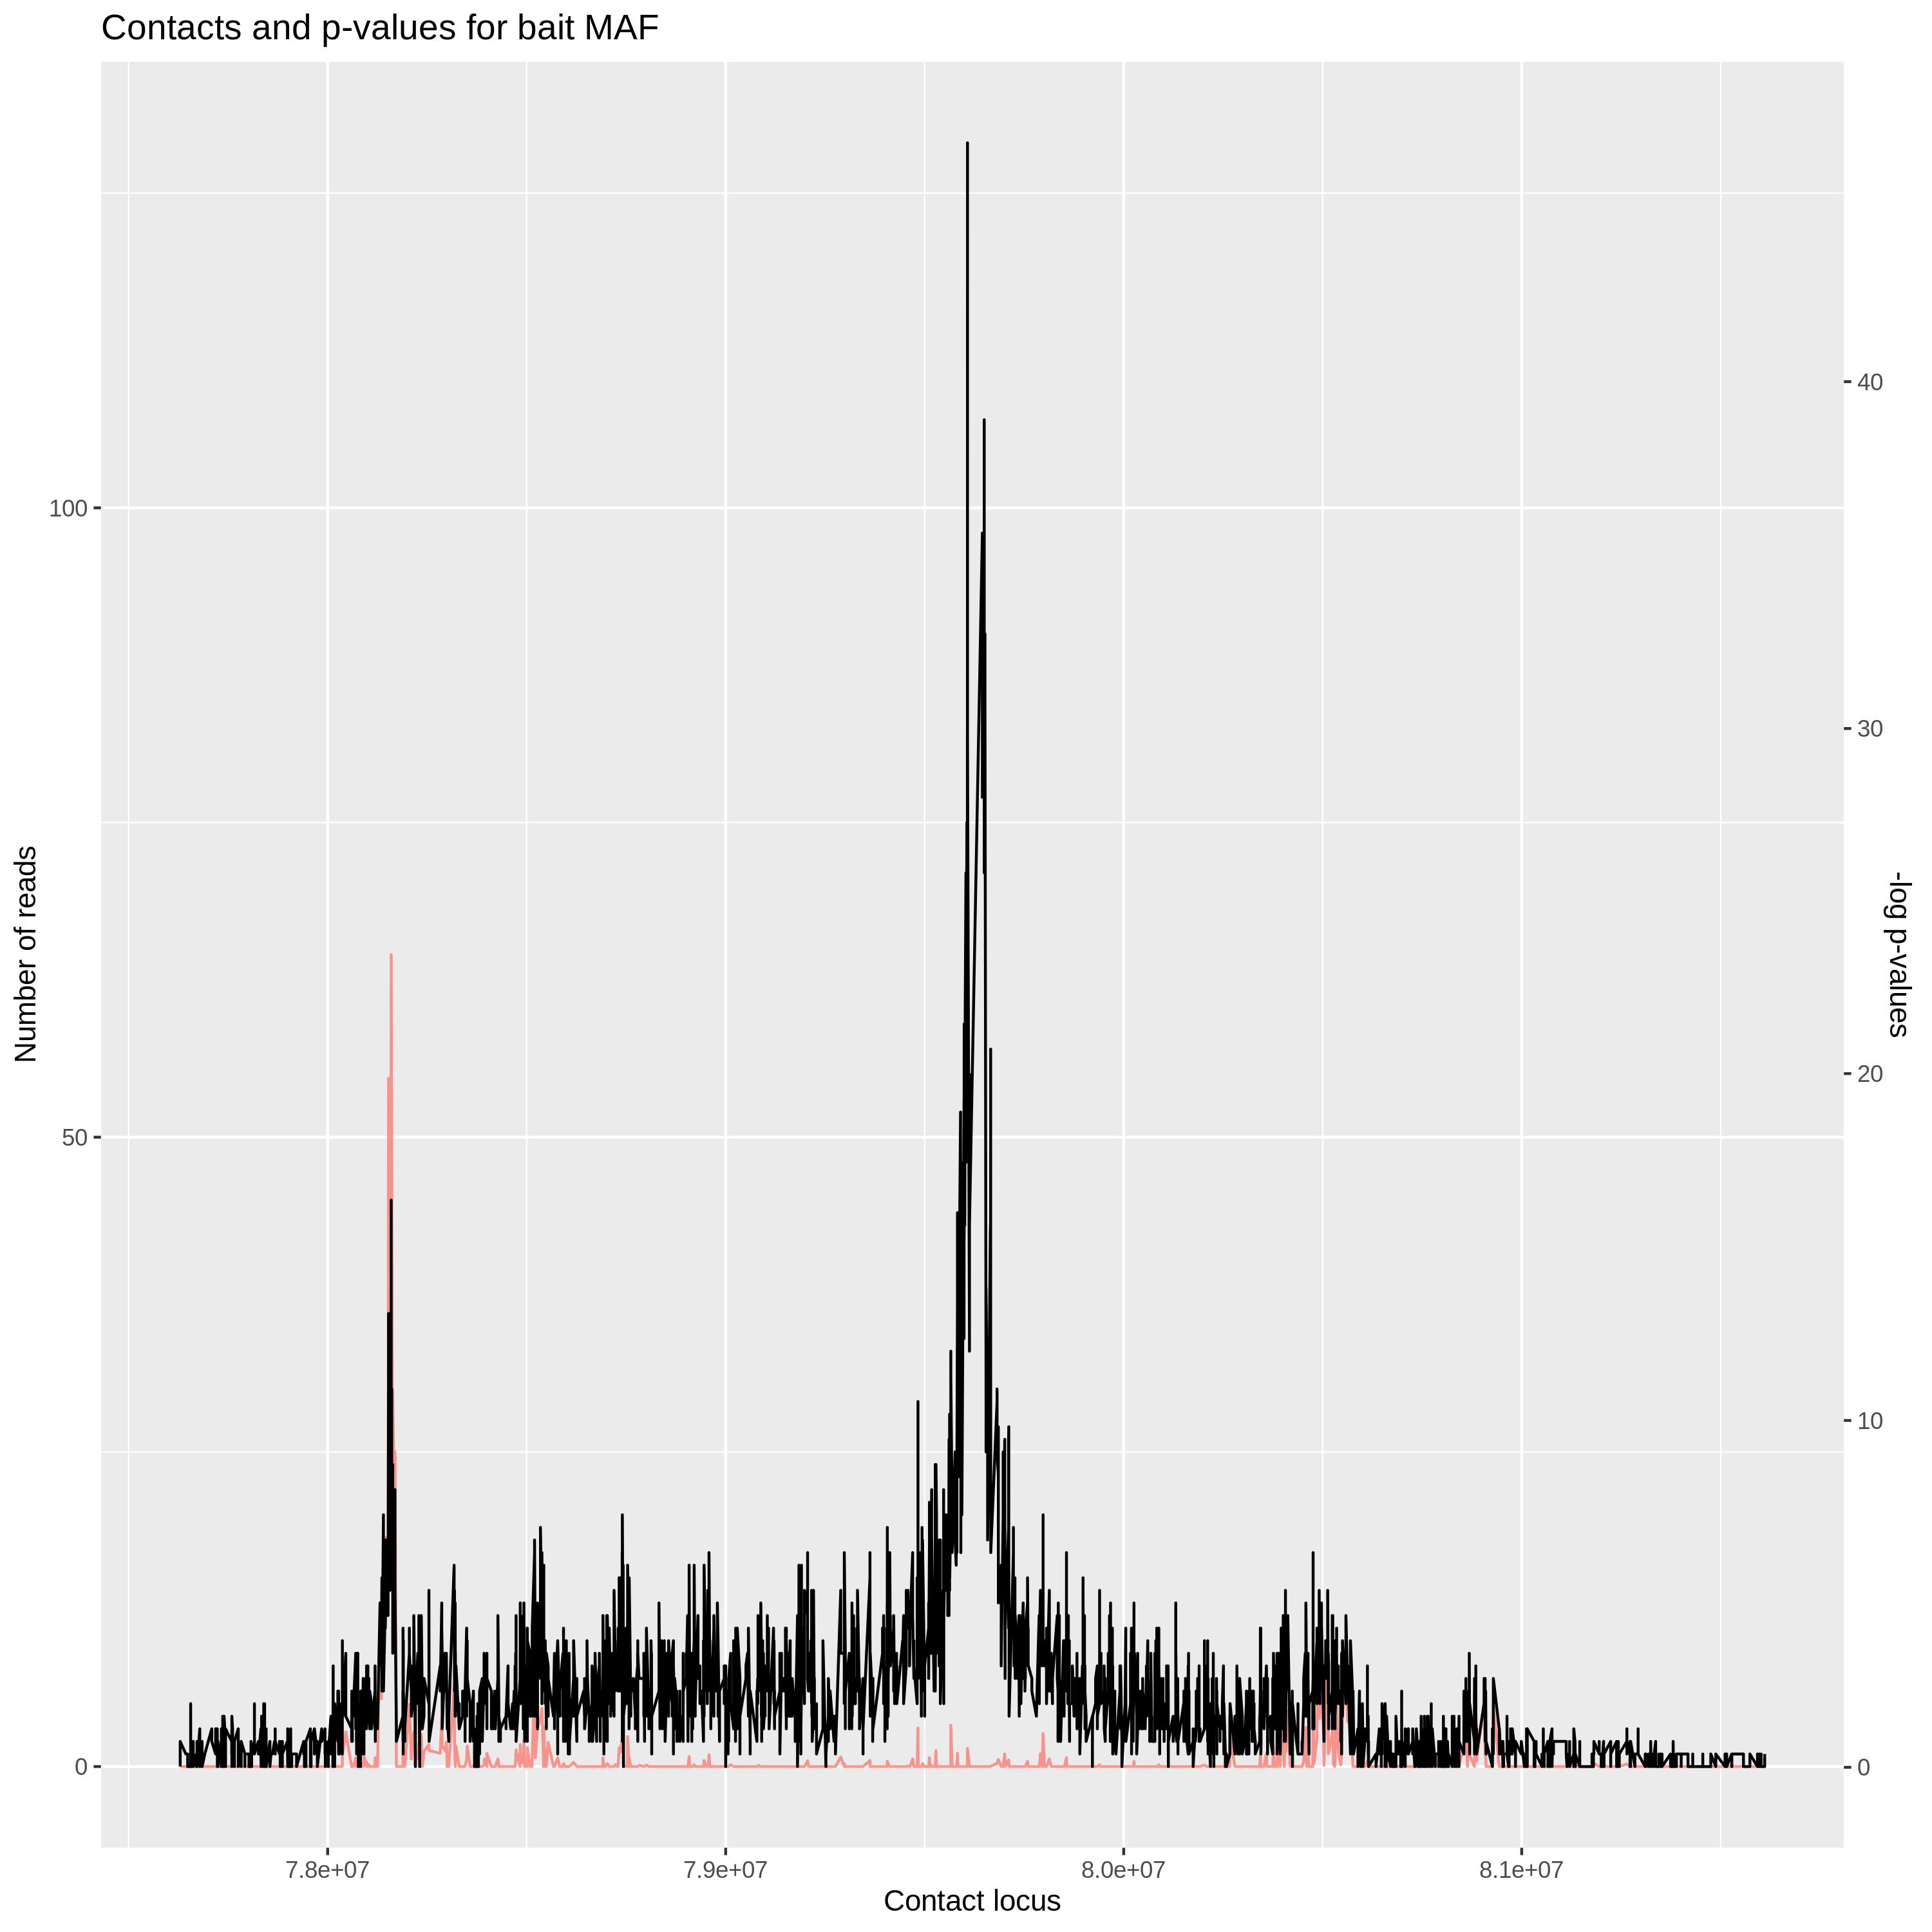 Contacts and p-values for bait MAF
Number of reads
100
50
0
40
30
20
10
0
-log p-values
7.8e+07 7.9e+07 8.0e+07 8.1e+07
Contact locus